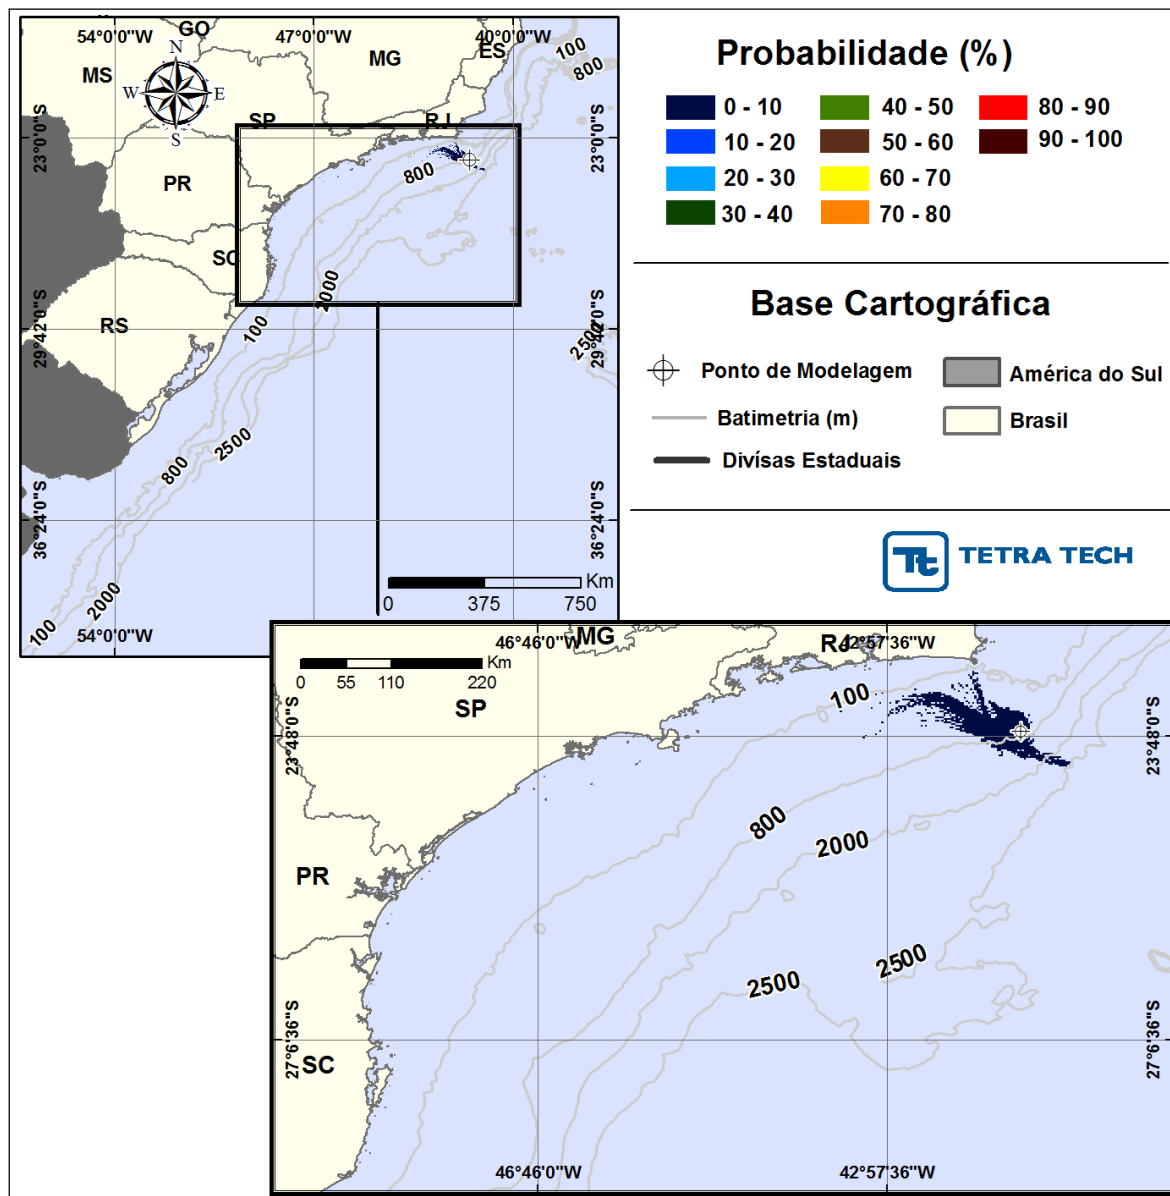 54°0'0"W 47°0'0"W 40°0'0"W
GO
MG
ES
MS
N
W E
S
100
800
SP
RJ
23°0'0"S 23°0'0"S
PR
800
SC
RS
2000
100
2500
29°42'0"S 29°42'0"S
2500
800
36°24'0"S 36°24'0"S
2000
100
54°0'0"W
Km
0 375 750
Probabilidade (%)
0 - 10 40 - 50 80 - 90
10 - 20 50 - 60 90 - 100
20 - 30 60 - 70
30 - 40 70 - 80
Base Cartográfica
Ponto de Modelagem América do Sul
Batimetria (m) Brasil
Divísas Estaduais
Tt TETRA TECH
46°46'0"W 42°57'36"W
MG
RJ
Km
0 55 110 220
SP
100
23°48'0"S 23°48'0"S
800
2000
PR
2500
2500
27°6'36"S 27°6'36"S
SC
46°46'0"W 42°57'36"W